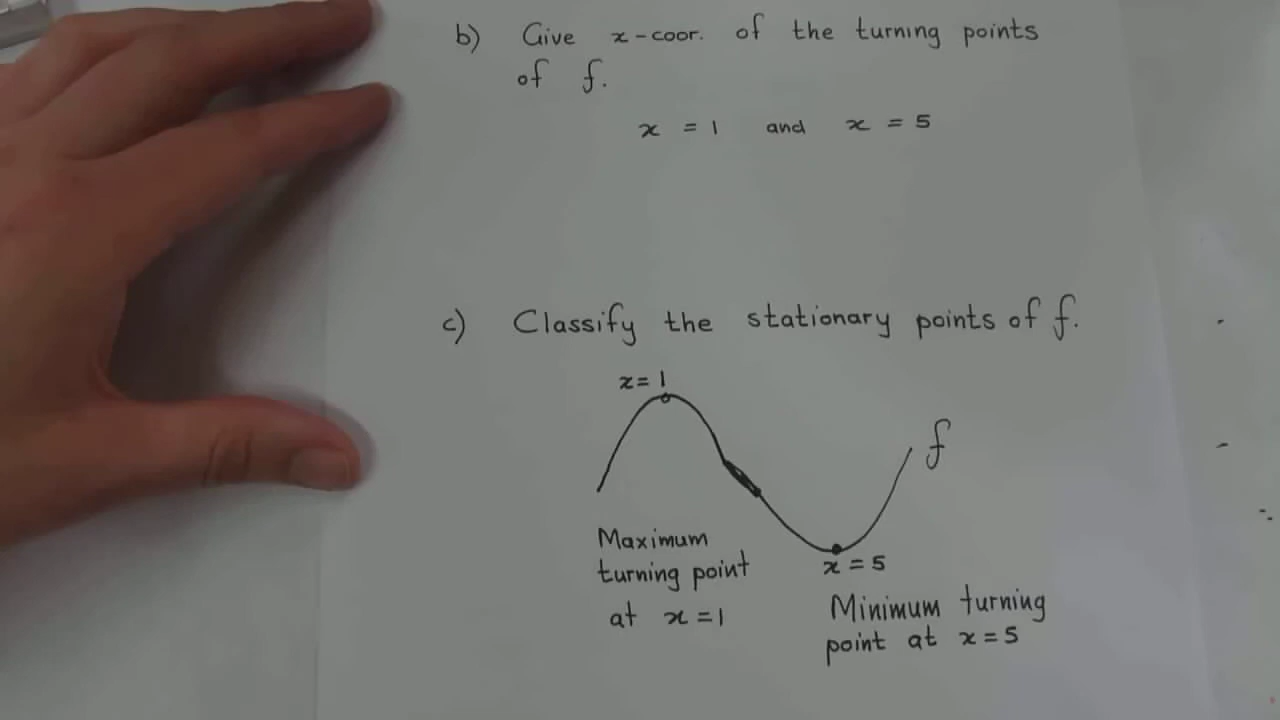 b) Give x-coor. of the turning points
of f.
x = 1 and x = 5
c) Classify the stationary points of f.
x = 1
f
Maximum
turning point
at x = 1
x = 5
Minimum turning
point at x = 5